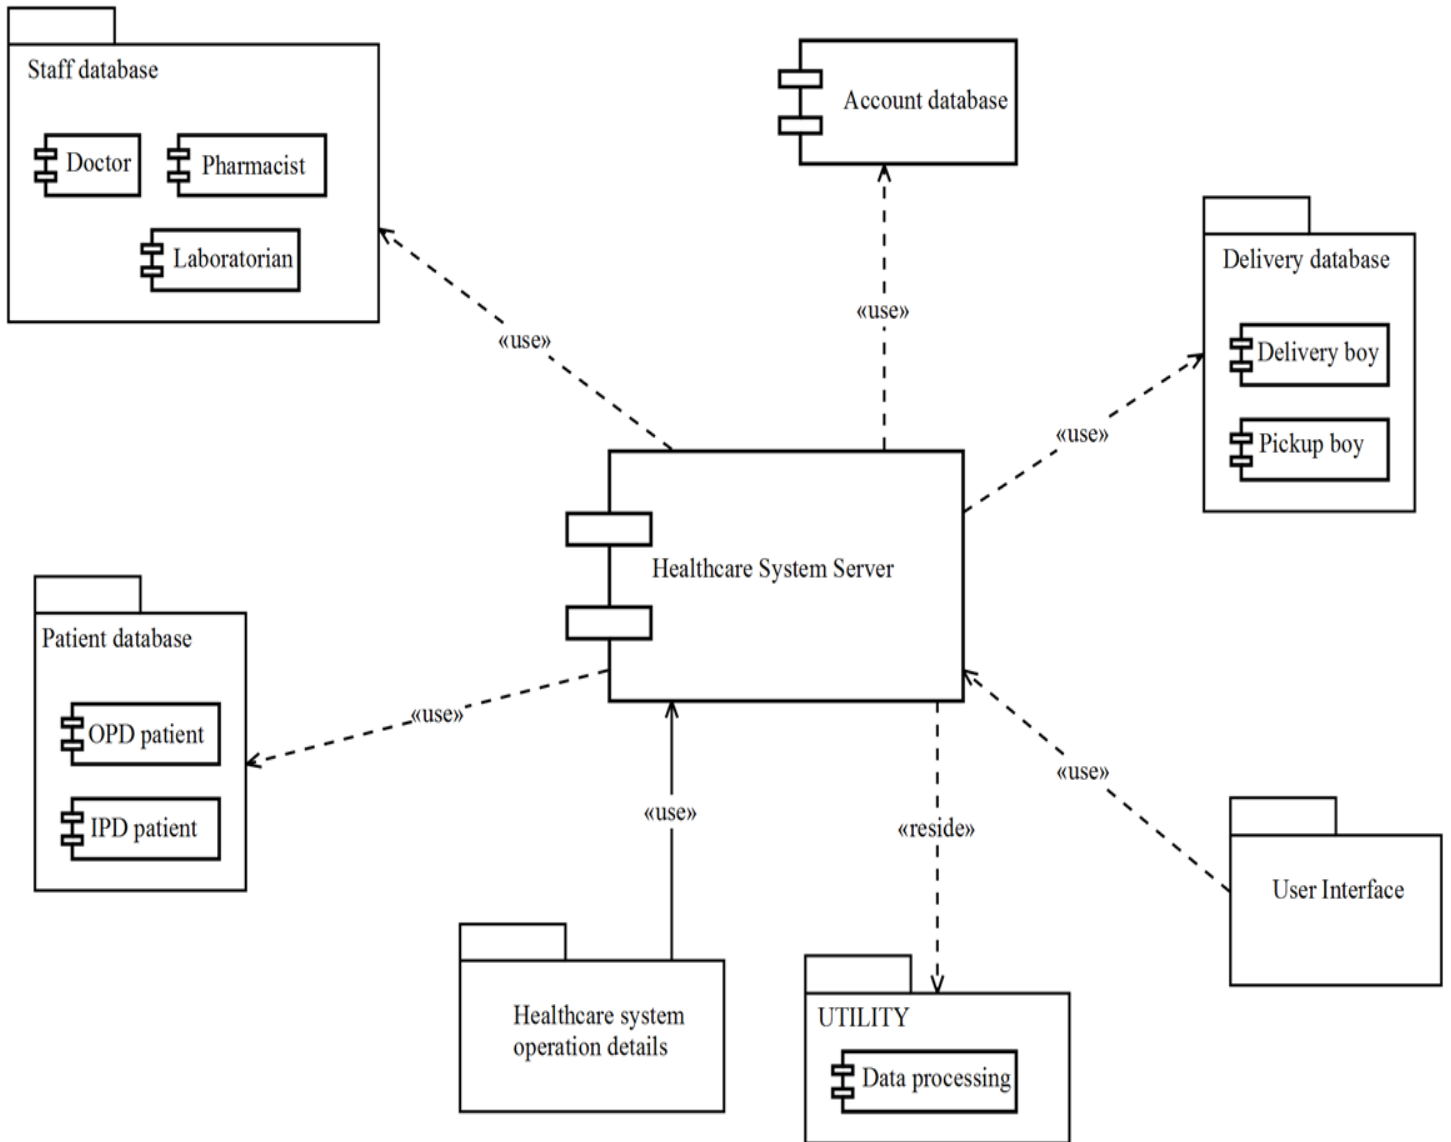 Staff database
Doctor
Pharmacist
Laboratorian
Account database
Delivery database
Delivery boy
Pickup boy
«use»
«use»
«use»
Healthcare System Server
Patient database
OPD patient
IPD patient
«use»
«use»
«reside»
«use»
User Interface
Healthcare system
operation details
UTILITY
Data processing